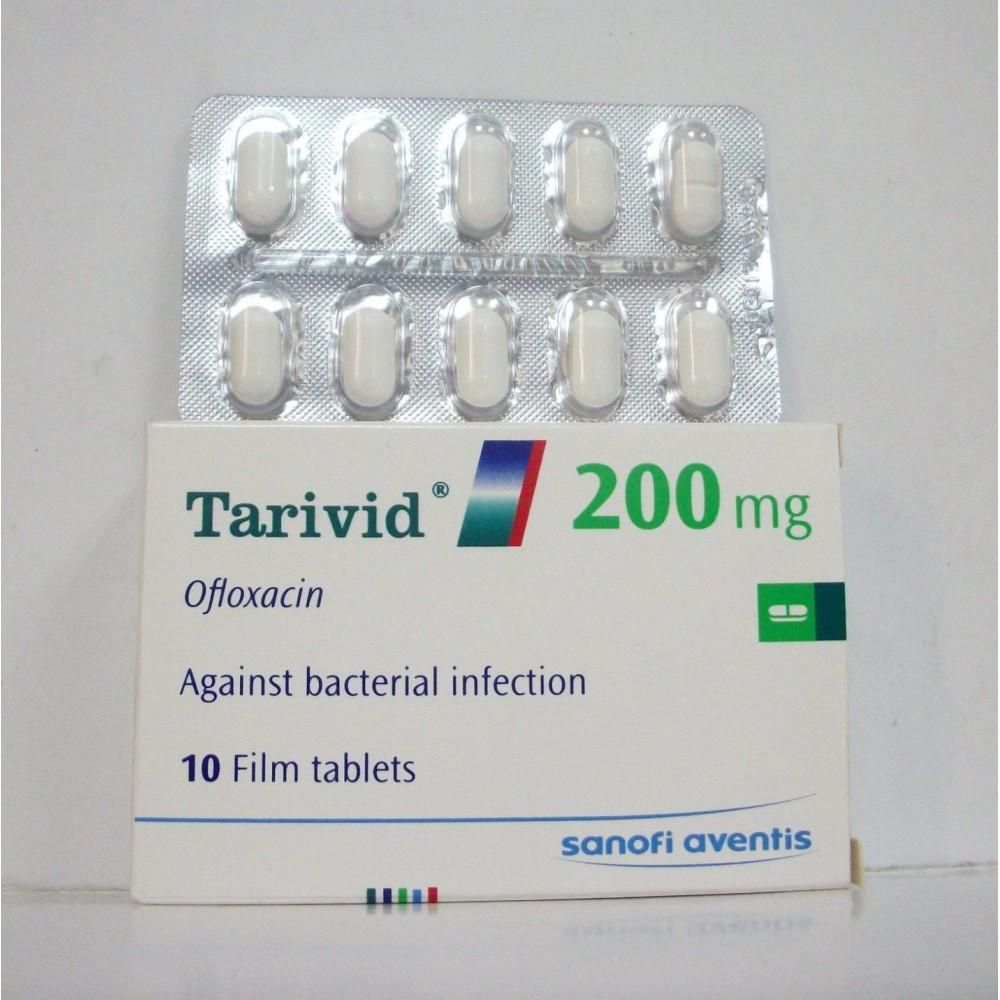 Tarivid® 200 mg
Ofloxacin
Against bacterial infection
10 Film tablets
sanofi aventis